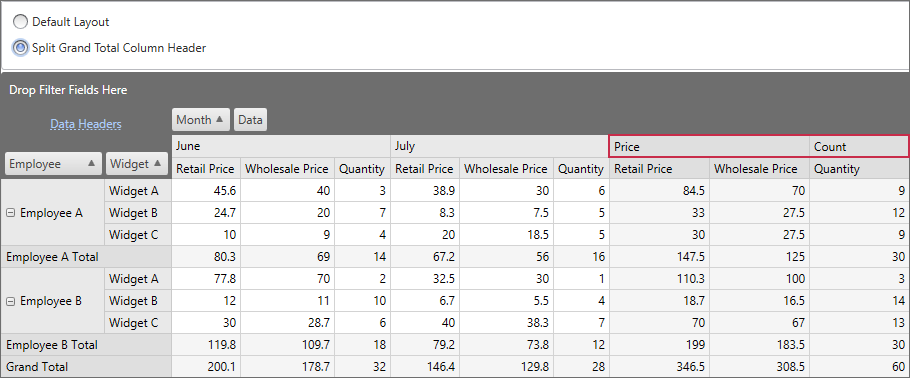 Default Layout
Split Grand Total Column Header
Drop Filter Fields Here
Data Headers Month Data
June July Price Count
Employee Widget Retail Price Wholesale Price Quantity Retail Price Wholesale Price Quantity Retail Price Wholesale Price Quantity
Widget A 45.6 40 3 38.9 30 6 84.5 70 9
Employee A Widget B 24.7 20 7 8.3 7.5 5 33 27.5 12
Widget C 10 9 4 20 18.5 5 30 27.5 9
Employee A Total 80.3 69 14 67.2 56 16 147.5 125 30
Widget A 77.8 70 2 32.5 30 1 110.3 100 3
Employee B Widget B 12 11 10 6.7 5.5 4 18.7 16.5 14
Widget C 30 28.7 6 40 38.3 7 70 67 13
Employee B Total 119.8 109.7 18 79.2 73.8 12 199 183.5 30
Grand Total 200.1 178.7 32 146.4 129.8 28 346.5 308.5 60